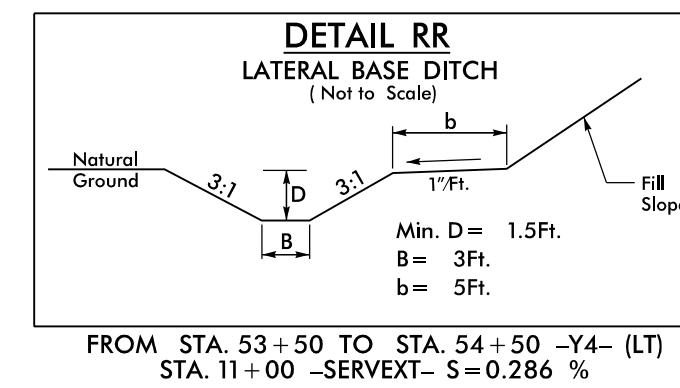 DETAIL RR
LATERAL BASE DITCH
( Not to Scale)
b
Natural
Ground
3:1
D
3:1
1"/Ft.
Fill
Slope
B
Min. D = 1.5Ft.
B = 3Ft.
b = 5Ft.
FROM STA. 53+50 TO STA. 54+50 -Y4- (LT)
STA. 11+00 -SERVEXT- S=0.286 %